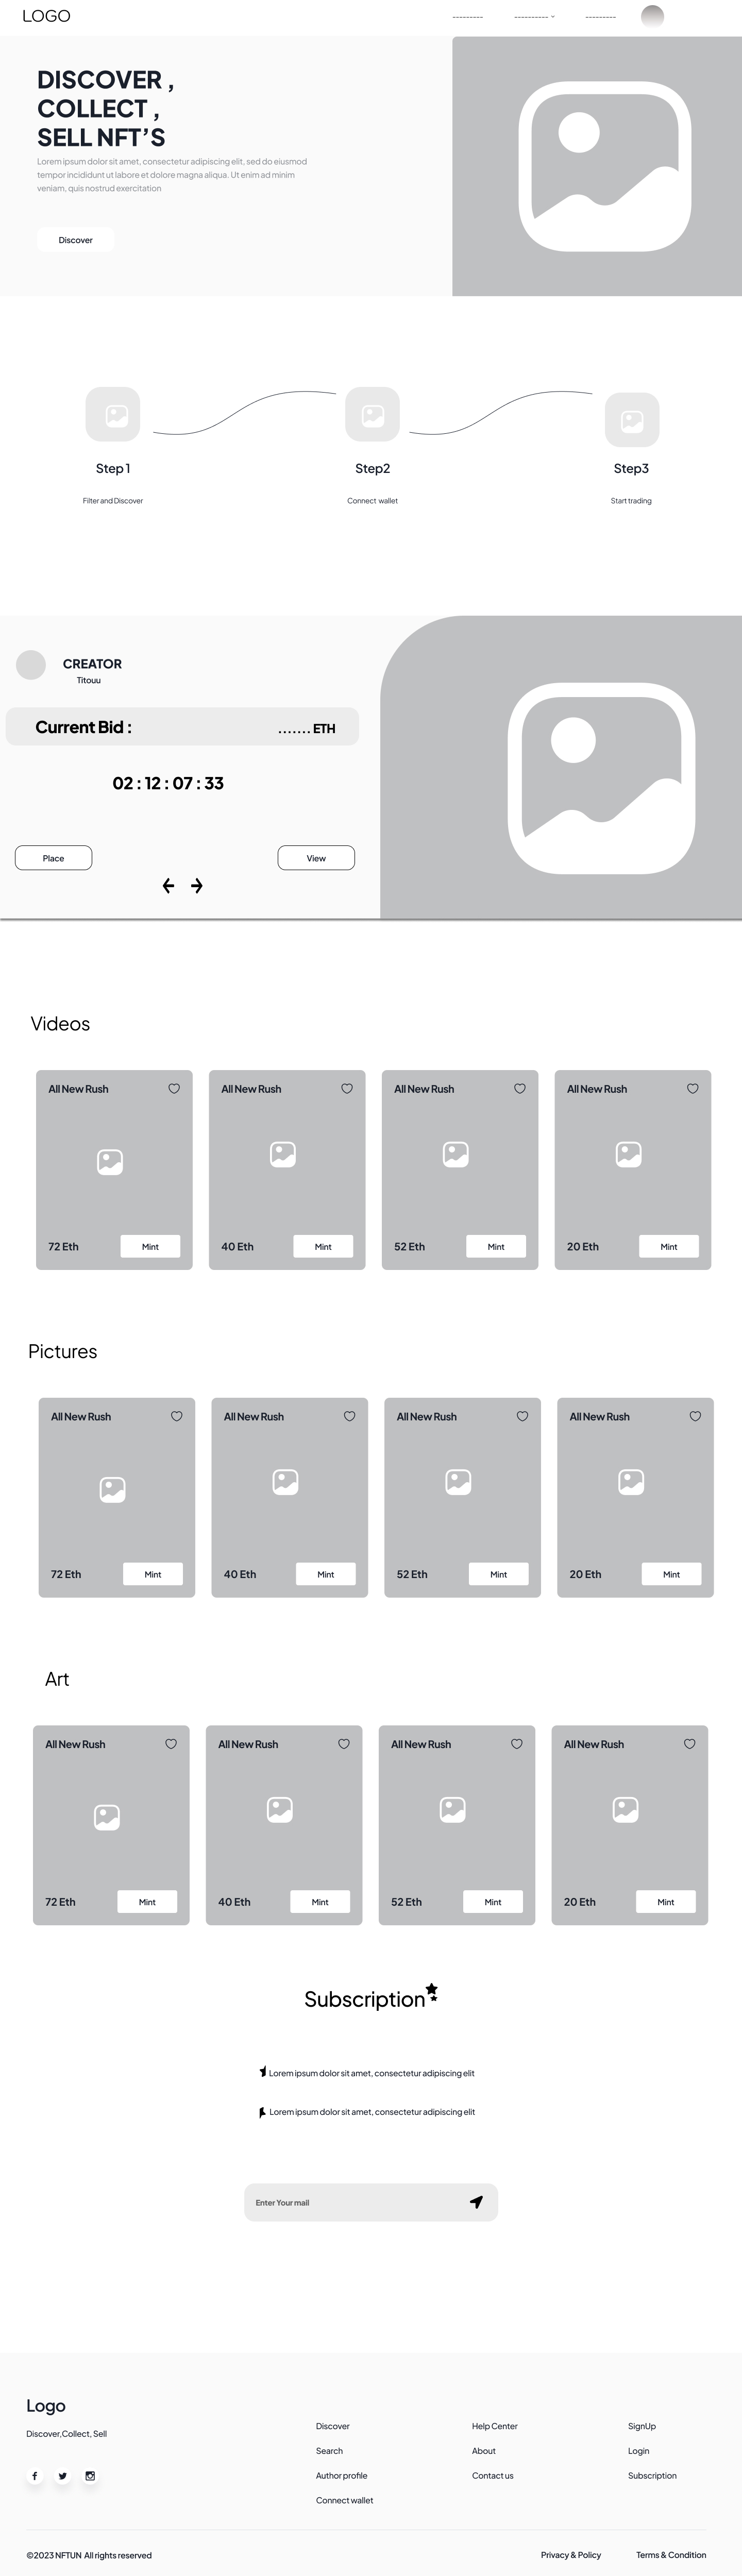 LOGO
---------
----------
---------
DISCOVER ,
COLLECT ,
SELL NFT’S
Lorem ipsum dolor sit amet, consectetur adipiscing elit, sed do eiusmod
tempor incididunt ut labore et dolore magna aliqua. Ut enim ad minim
veniam, quis nostrud exercitation
Discover
Step 1
Step2
Step3
Filter and Discover
Connect wallet
Start trading
CREATOR
Titouu
Current Bid :
....... ETH
02 : 12 : 07 : 33
Place
View
Videos
All New Rush
All New Rush
All New Rush
All New Rush
72 Eth
Mint
40 Eth
Mint
52 Eth
Mint
20 Eth
Mint
Pictures
All New Rush
All New Rush
All New Rush
All New Rush
72 Eth
Mint
40 Eth
Mint
52 Eth
Mint
20 Eth
Mint
Art
All New Rush
All New Rush
All New Rush
All New Rush
72 Eth
Mint
40 Eth
Mint
52 Eth
Mint
20 Eth
Mint
Subscription
Lorem ipsum dolor sit amet, consectetur adipiscing elit
Lorem ipsum dolor sit amet, consectetur adipiscing elit
Enter Your mail
Logo
Discover,Collect, Sell
Discover
Search
Author profile
Connect wallet
Help Center
About
Contact us
SignUp
Login
Subscription
©2023 NFTUN All rights reserved
Privacy & Policy
Terms & Condition